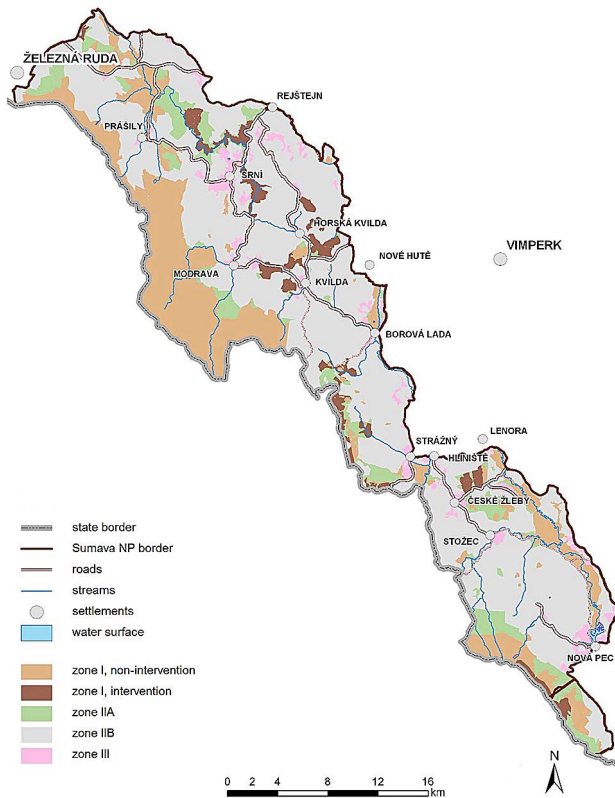 ŽELEZNÁ RUDA
REJŠTEJN
PRÁŠILY
SRNÍ
HORSKÁ KVILDA
NOVÉ HUTĚ
VIMPERK
MODRAVA
KVILDA
BOROVÁ LADA
STRÁŽNÝ
LENORA
HLINIŠTĚ
ČESKÉ ŽLEBY
STOŽEC
NOVÁ PEC
state border
Sumava NP border
roads
streams
settlements
water surface
zone I, non-intervention
zone I, intervention
zone IIA
zone IIB
zone III
N
0 2 4 8 12 16
km